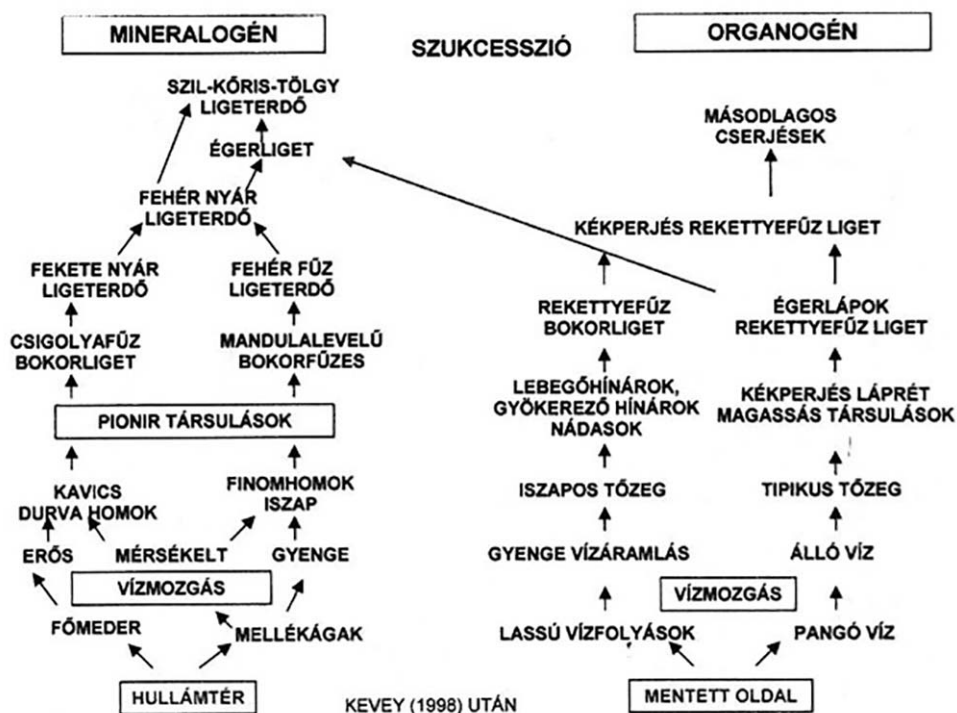 MINERALOGÉN
SZUKCESSZIÓ
ORGANOGÉN
SZIL-KŐRIS-TÖLGY
LIGETERDŐ
ÉGERLIGET
FEHÉR NYÁR
LIGETERDŐ
FEKETE NYÁR
LIGETERDŐ
FEHÉR FŰZ
LIGETERDŐ
CSIGOLYAFŰZ
BOKORLIGET
MANDULALEVELŰ
BOKORFŰZES
PIONIR TÁRSULÁSOK
KAVICS
DURVA HOMOK
FINOMHOMOK
ISZAP
ERŐS
MÉRSÉKELT
GYENGE
VÍZMOZGÁS
FŐMEDER
MELLÉKÁGAK
HULLÁMTÉR
MÁSODLAGOS
CSERJÉSEK
KÉKPERJÉS REKETTYEFŰZ LIGET
REKETTYEFŰZ
BOKORLIGET
ÉGERLÁPOK
REKETTYEFŰZ LIGET
LEBEGŐHÍNÁROK,
GYÖKEREZŐ HÍNÁROK
NÁDASOK
KÉKPERJÉS LÁPRÉT
MAGASSÁS TÁRSULÁSOK
ISZAPOS TŐZEG
TIPIKUS TŐZEG
GYENGE VÍZÁRAMLÁS
ÁLLÓ VÍZ
VÍZMOZGÁS
LASSÚ VÍZFOLYÁSOK
PANGÓ VÍZ
MENTETT OLDAL
KEVEY (1998) UTÁN